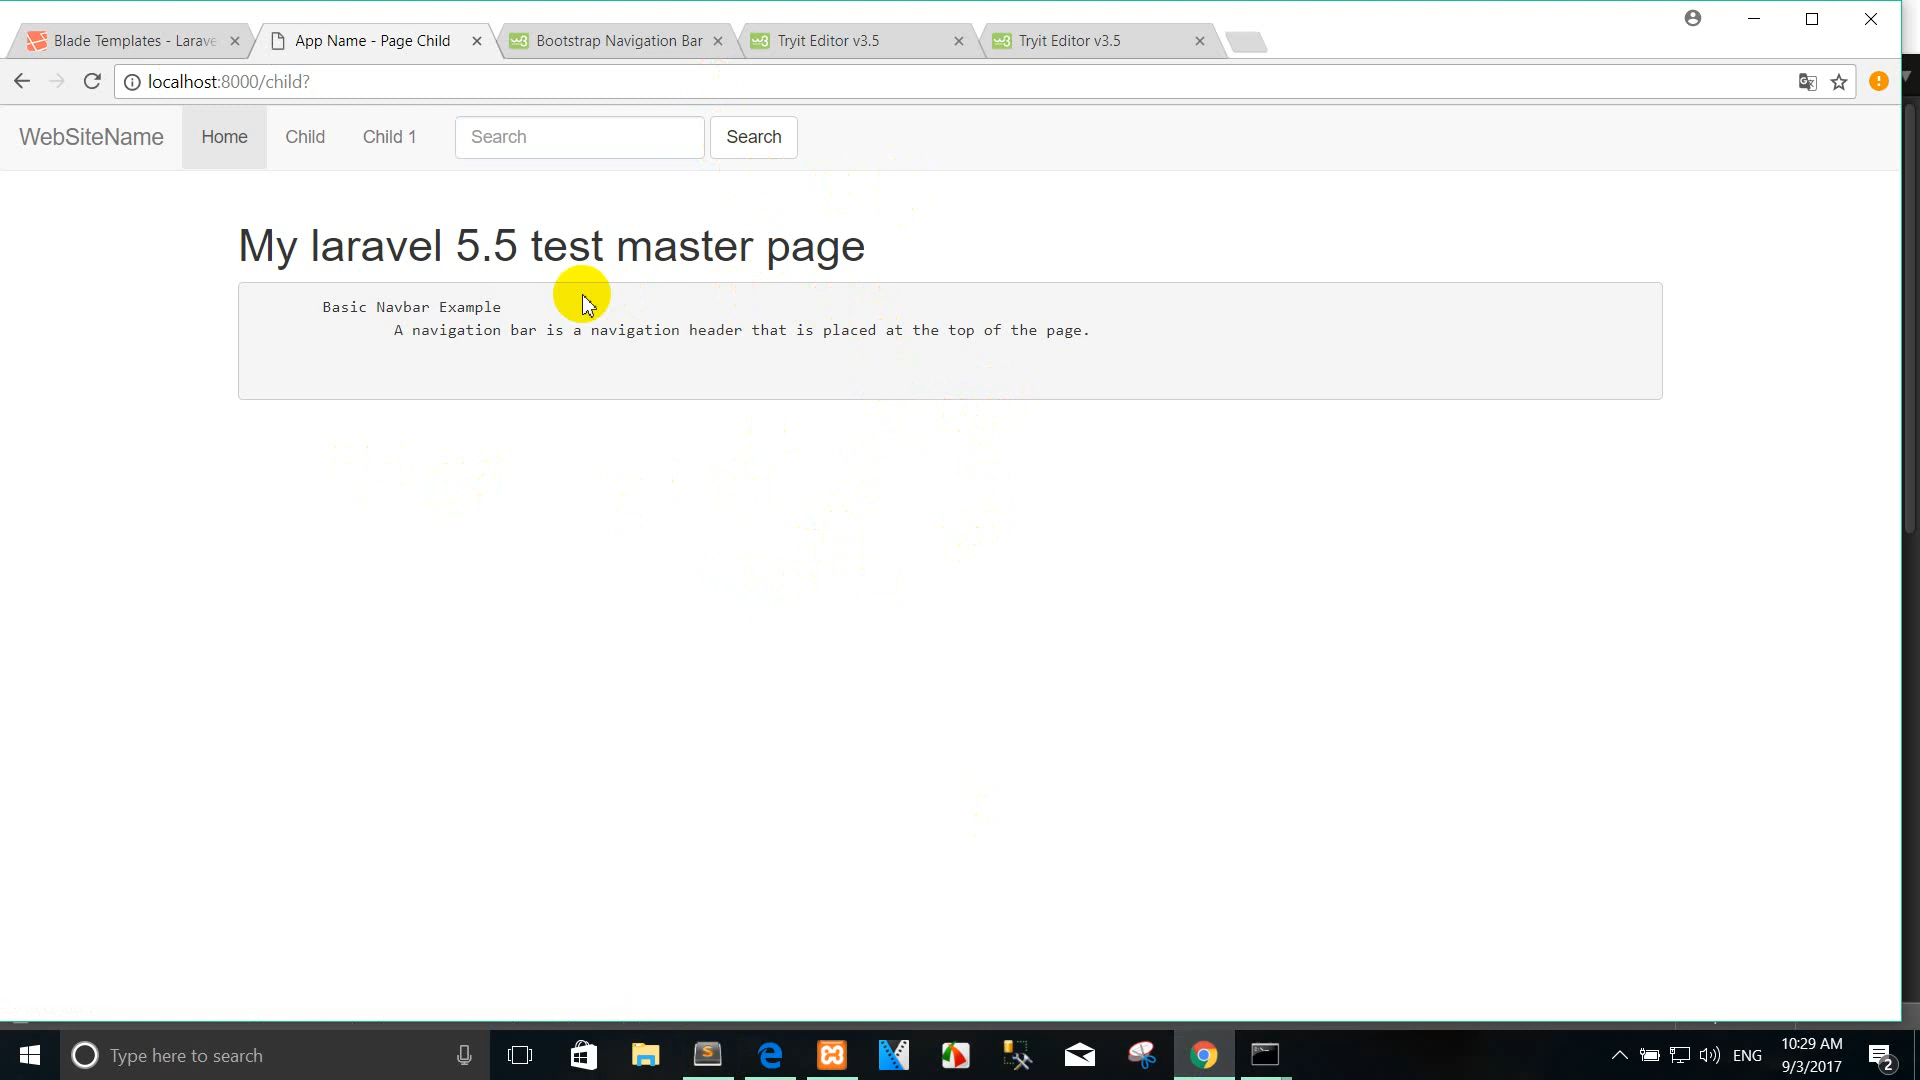 Blade Templates - Larave
App Name - Page Child
Bootstrap Navigation Bar
Tryit Editor v3.5
Tryit Editor v3.5
localhost:8000/child?
WebSiteName
Home
Child
Child 1
Search
Search
My laravel 5.5 test master page
Basic Navbar Example
A navigation bar is a navigation header that is placed at the top of the page.
Type here to search
ENG
10:29 AM
9/3/2017
2